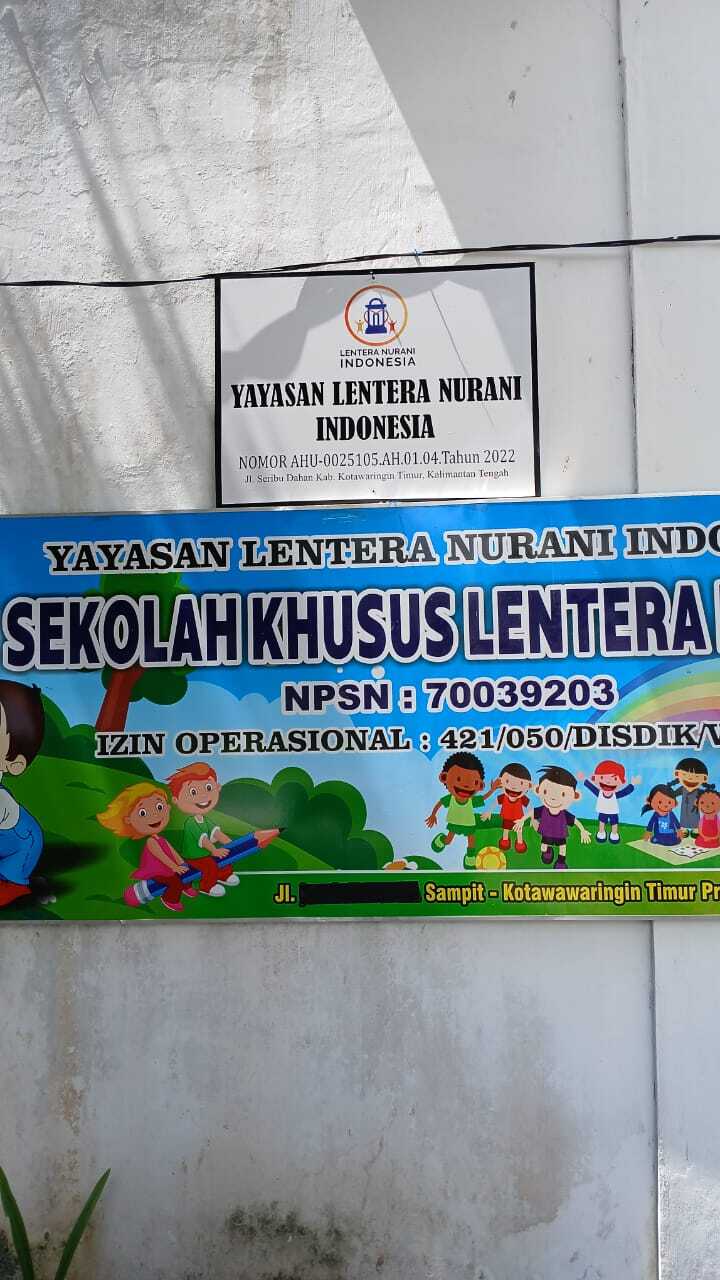 LENTERA NURANI
INDONESIA
YAYASAN LENTERA NURANI
INDONESIA
NOMOR AHU-0025105.AH.01.04.Tahun 2022
Jl. Seribu Dahan Kab. Kotawaringin Timur, Kalimantan Tengah
YAYASAN LENTERA NURANI INDO
SEKOLAH KHUSUS LENTERA
NPSN : 70039203
IZIN OPERASIONAL : 421/050/DISDIK/V
Jl. Sampit - Kotawawaringin Timur Pr